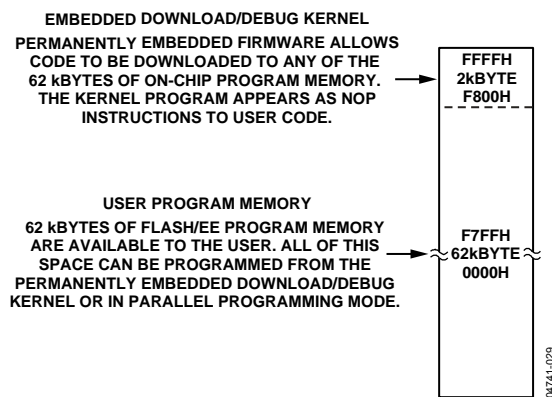 EMBEDDED DOWNLOAD/DEBUG KERNEL
PERMANENTLY EMBEDDED FIRMWARE ALLOWS
CODE TO BE DOWNLOADED TO ANY OF THE
62 kBYTES OF ON-CHIP PROGRAM MEMORY.
THE KERNEL PROGRAM APPEARS AS NOP
INSTRUCTIONS TO USER CODE.
FFFFH
2kBYTE
F800H
USER PROGRAM MEMORY
62 kBYTES OF FLASH/EE PROGRAM MEMORY
ARE AVAILABLE TO THE USER. ALL OF THIS
SPACE CAN BE PROGRAMMED FROM THE
PERMANENTLY EMBEDDED DOWNLOAD/DEBUG
KERNEL OR IN PARALLEL PROGRAMMING MODE.
F7FFH
62kBYTE
0000H
04741-029